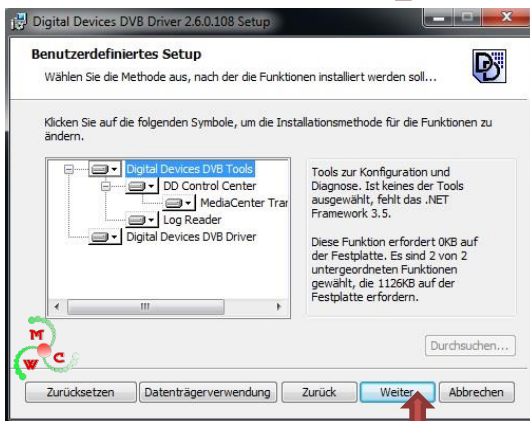 Digital Devices DVB Driver 2.6.0.108 Setup
Benutzerdefiniertes Setup
Wählen Sie die Methode aus, nach der die Funktionen installiert werden soll...
Klicken Sie auf die folgenden Symbole, um die Installationsmethode für die Funktionen zu
ändern.
Digital Devices DVB Tools
DD Control Center
MediaCenter Trar
Log Reader
Digital Devices DVB Driver
Tools zur Konfiguration und
Diagnose. Ist keines der Tools
ausgewählt, fehlt das .NET
Framework 3.5.
Diese Funktion erfordert 0KB auf
der Festplatte. Es sind 2 von 2
untergeordneten Funktionen
gewählt, die 1126KB auf der
Festplatte erfordern.
M
W C
Durchsuchen...
Zurücksetzen Datenträgerverwendung Zurück Weiter Abbrechen